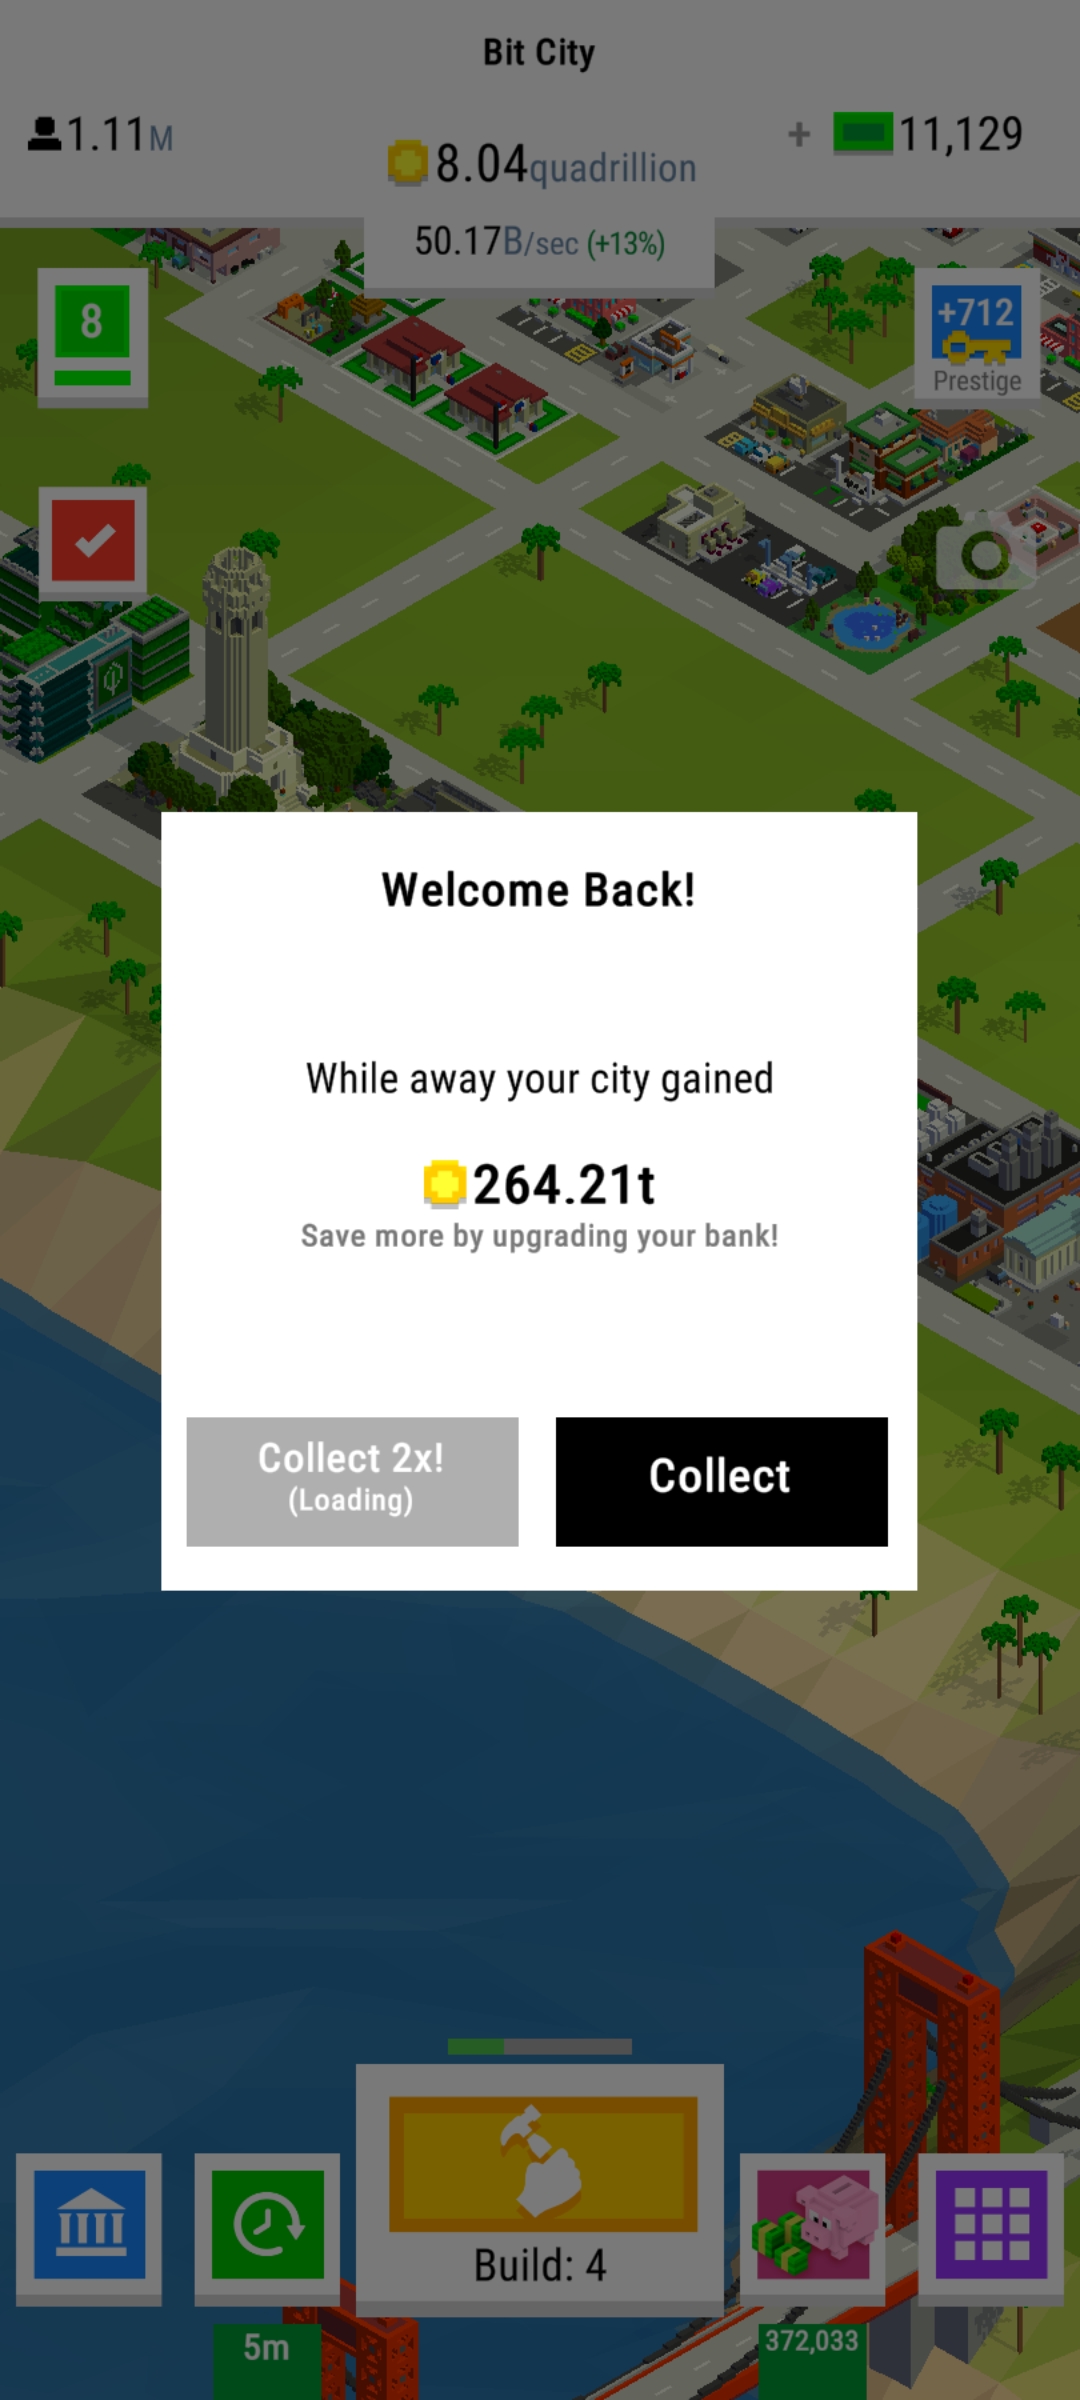 Bit City
1.11M
8.04quadrillion
+ 11,129
50.17B/sec (+13%)
8
+712
Prestige
Welcome Back!
While away your city gained
264.21t
Save more by upgrading your bank!
Collect 2x!
(Loading)
Collect
Build: 4
5m
372,033